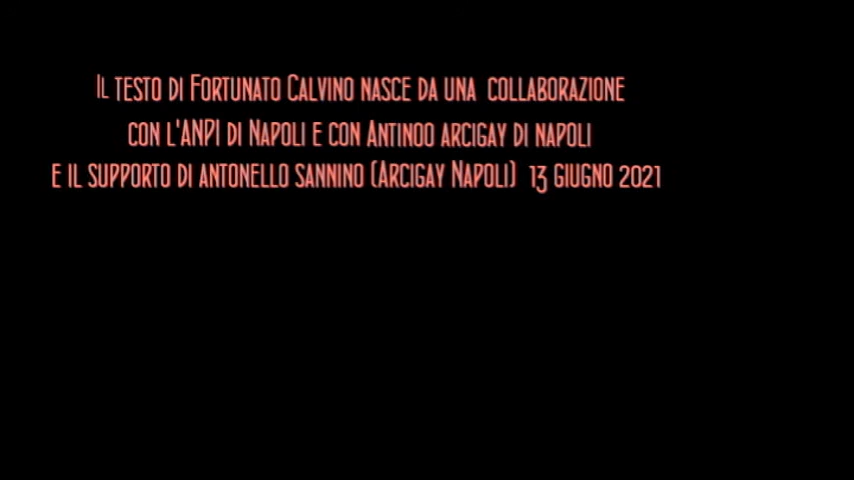 Il testo di Fortunato Calvino nasce da una collaborazione
con l'ANPI di Napoli e con Antinoo arcigay di napoli
e il supporto di antonello sannino (Arcigay Napoli) 13 giugno 2021